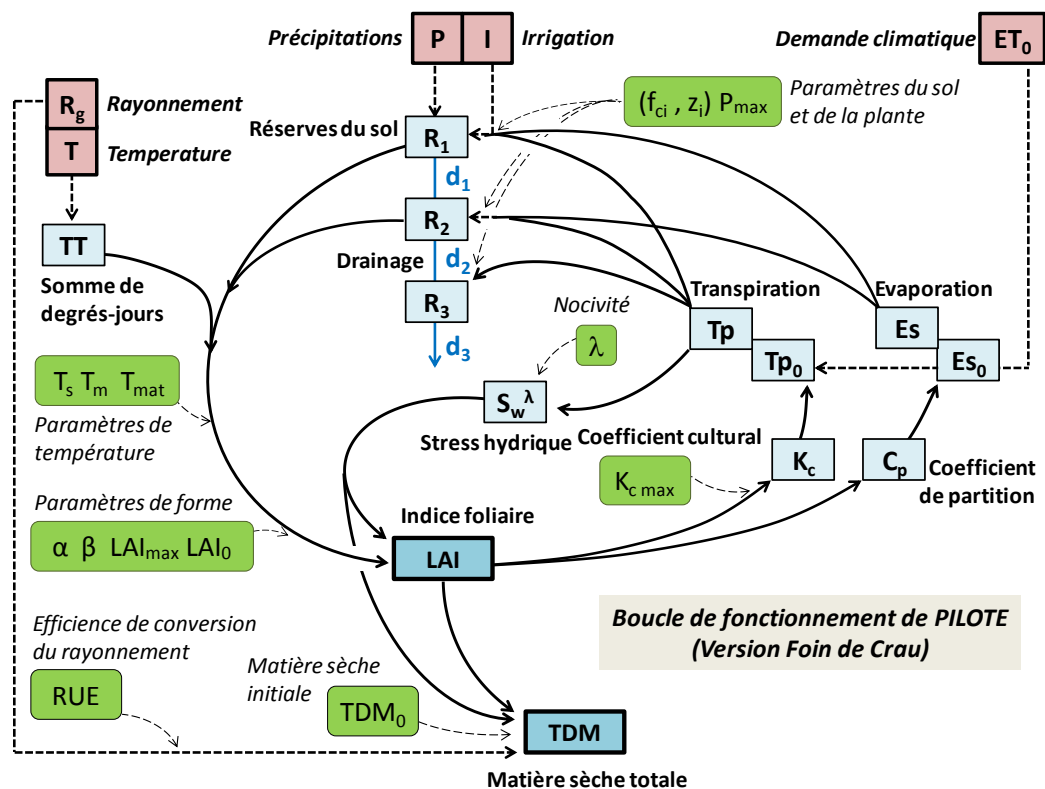 Précipitations P I Irrigation
Demande climatique ET0
Rg Rayonnement
T Temperature
(fci , zi) Pmax
Paramètres du sol
et de la plante
Réserves du sol
R1
d1
TT
R2
Somme de
degrés-jours
Drainage d2
R3
d3
Nocivité
λ
Transpiration
Tp
Tp0
Evaporation
Es
Es0
Ts Tm Tmat
Paramètres de
température
Swλ
Stress hydrique
Coefficient cultural
Kc max
Kc
Cp
Coefficient
de partition
Paramètres de forme
α β LAImax LAI0
Indice foliaire
LAI
Boucle de fonctionnement de PILOTE
(Version Foin de Crau)
Efficience de conversion
du rayonnement
RUE
Matière sèche
initiale
TDM0
TDM
Matière sèche totale